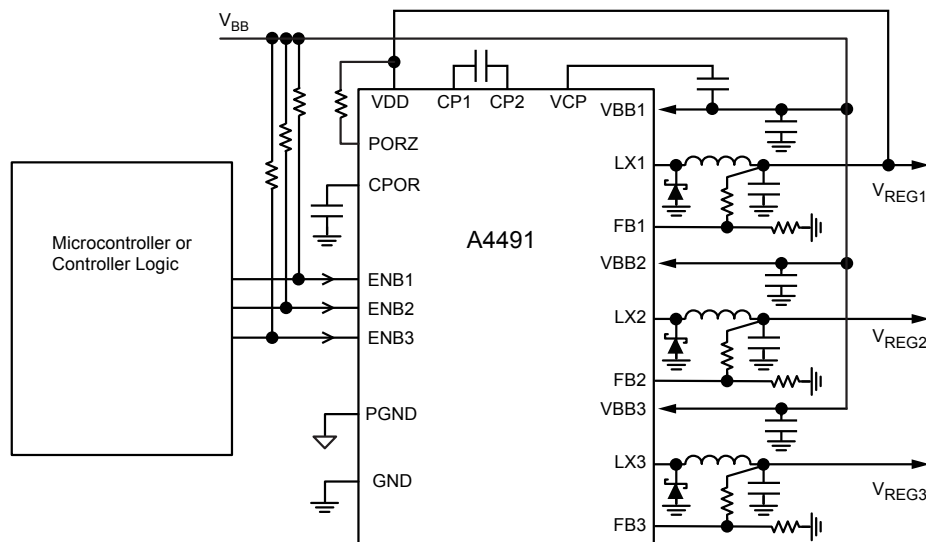 VBB
VDD
CP1
CP2
VCP
VBB1
PORZ
LX1
CPOR
VREG1
FB1
Microcontroller or
Controller Logic
A4491
VBB2
ENB1
ENB2
LX2
ENB3
VREG2
FB2
PGND
VBB3
LX3
GND
VREG3
FB3